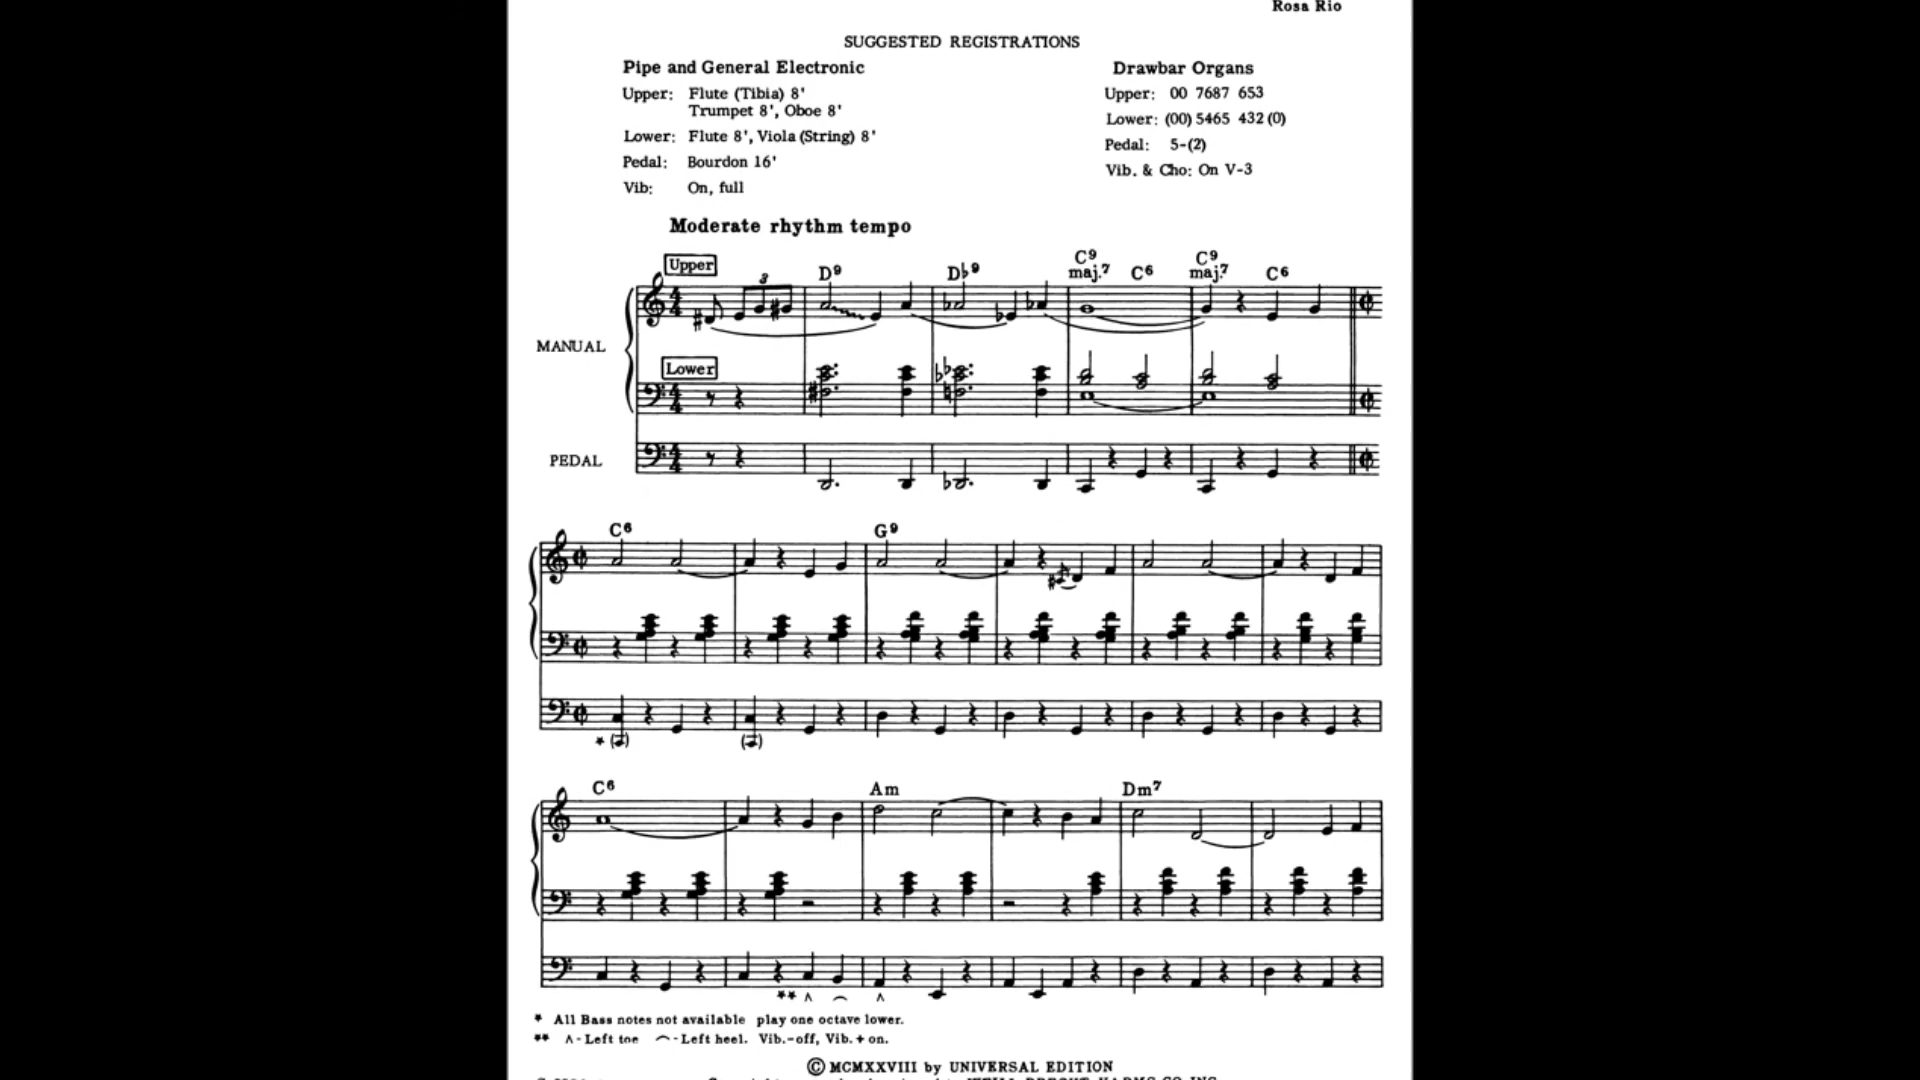 Rosa Rio
SUGGESTED REGISTRATIONS
Pipe and General Electronic
Upper: Flute (Tibia) 8'
Trumpet 8', Oboe 8'
Lower: Flute 8', Viola (String) 8'
Pedal: Bourdon 16'
Vib: On, full
Drawbar Organs
Upper: 00 7687 653
Lower: (00) 5465 432 (0)
Pedal: 5-(2)
Vib. & Cho: On V-3
Moderate rhythm tempo
Upper
3
D9 Db9 C9 maj.7 C6 C9 maj.7 C6
MANUAL
Lower
PEDAL
C6 G9
*
C6 Am Dm7
** ʌ ⌒ ʌ
* All Bass notes not available play one octave lower.
** ʌ - Left toe ⌒ - Left heel. Vib.-off, Vib.+ on.
© MCMXXVIII by UNIVERSAL EDITION